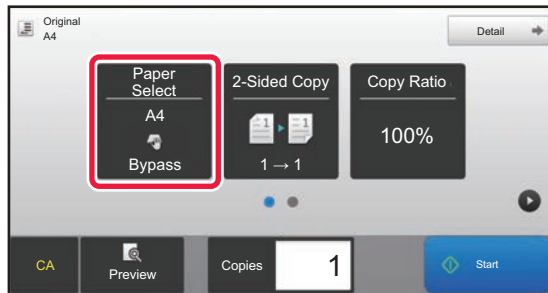 Original
A4
Detail
Paper
Select
A4
Bypass
2-Sided Copy
1 → 1
Copy Ratio
100%
CA
Preview
Copies
1
Start